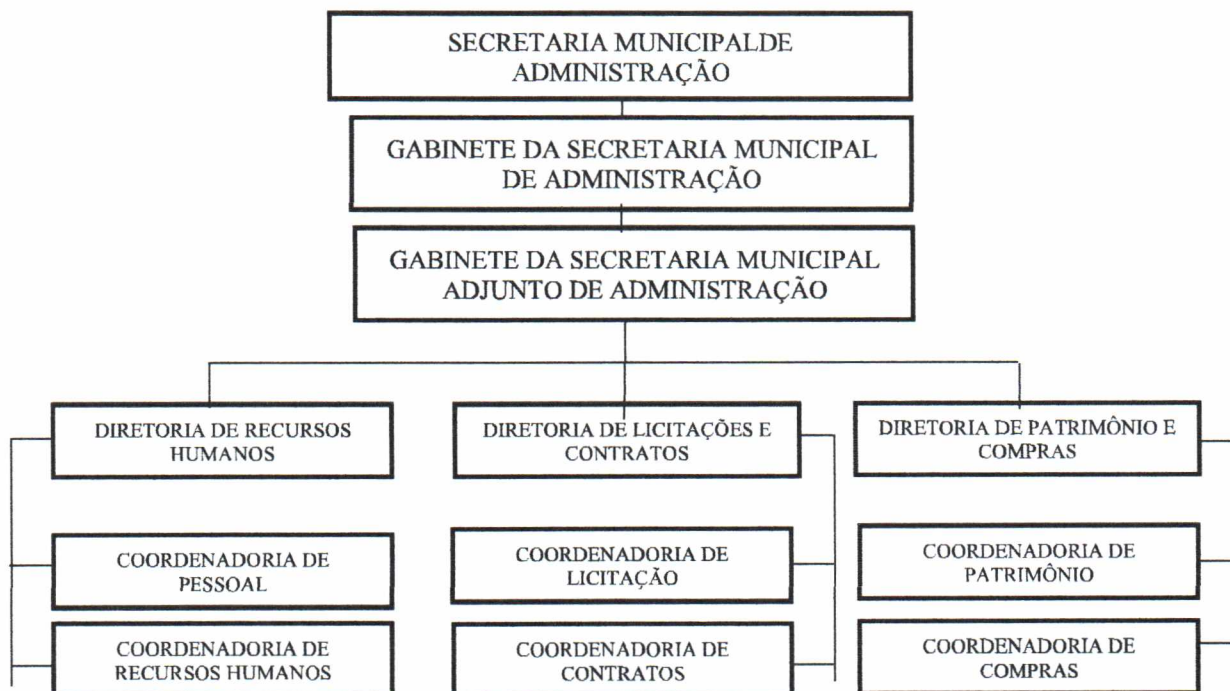 SECRETARIA MUNICIPALDE
ADMINISTRAÇÃO
GABINETE DA SECRETARIA MUNICIPAL
DE ADMINISTRAÇÃO
GABINETE DA SECRETARIA MUNICIPAL
ADJUNTO DE ADMINISTRAÇÃO
DIRETORIA DE RECURSOS
HUMANOS
DIRETORIA DE LICITAÇÕES E
CONTRATOS
DIRETORIA DE PATRIMÔNIO E
COMPRAS
COORDENADORIA DE
PESSOAL
COORDENADORIA DE
LICITAÇÃO
COORDENADORIA DE
PATRIMÔNIO
COORDENADORIA DE
RECURSOS HUMANOS
COORDENADORIA DE
CONTRATOS
COORDENADORIA DE
COMPRAS